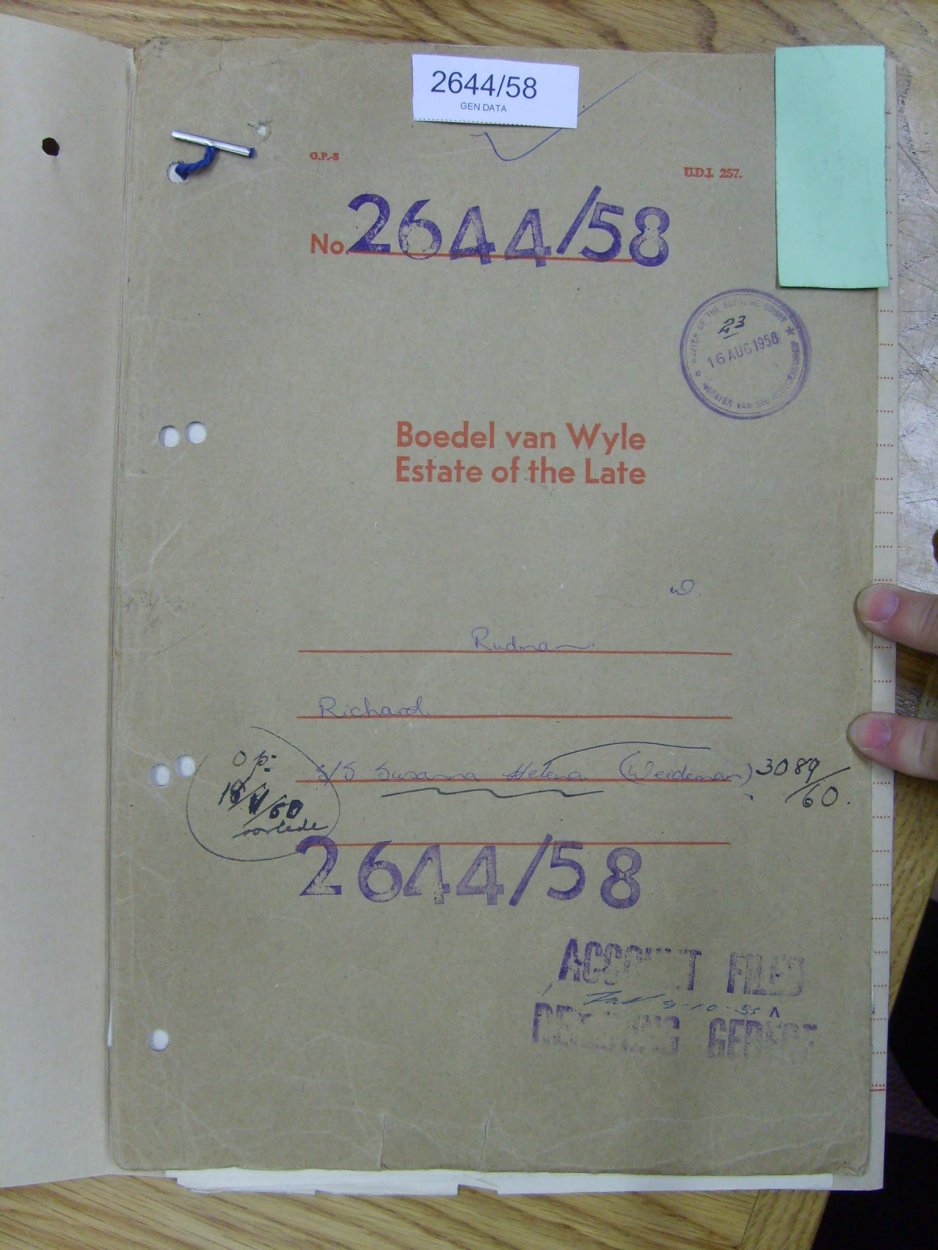 2644/58
GEN DATA
G.P.-S
U.D.J. 257.
No. 2644/58
23
16 AUG 1958
Boedel van Wyle
Estate of the Late
Rudman
Richard
S/S Susanna Helena (Weideman) 3089/60.
2644/58
ACCOUNT FILED